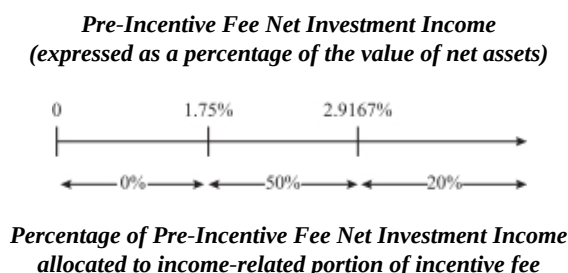 Pre-Incentive Fee Net Investment Income
(expressed as a percentage of the value of net assets)
0 1.75% 2.9167%
0% 50% 20%
Percentage of Pre-Incentive Fee Net Investment Income
allocated to income-related portion of incentive fee